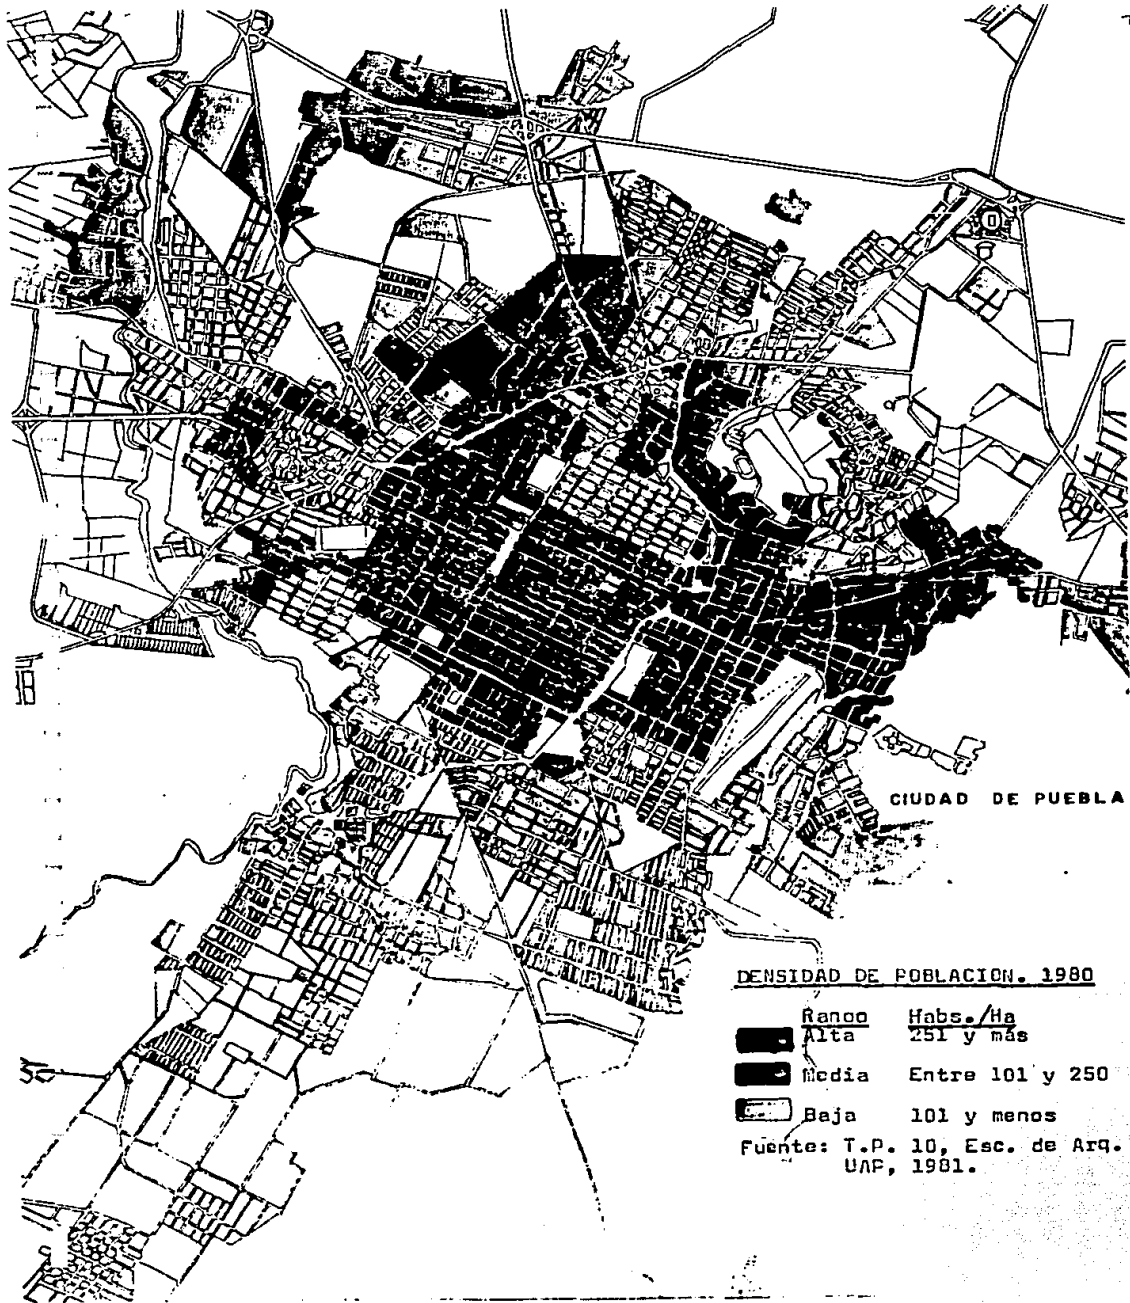 CIUDAD DE PUEBLA
DENSIDAD DE POBLACION. 1980
Rango Habs./Ha
Alta 251 y más
Media Entre 101 y 250
Baja 101 y menos
Fuente: T.P. 10, Esc. de Arq.
UAP, 1981.